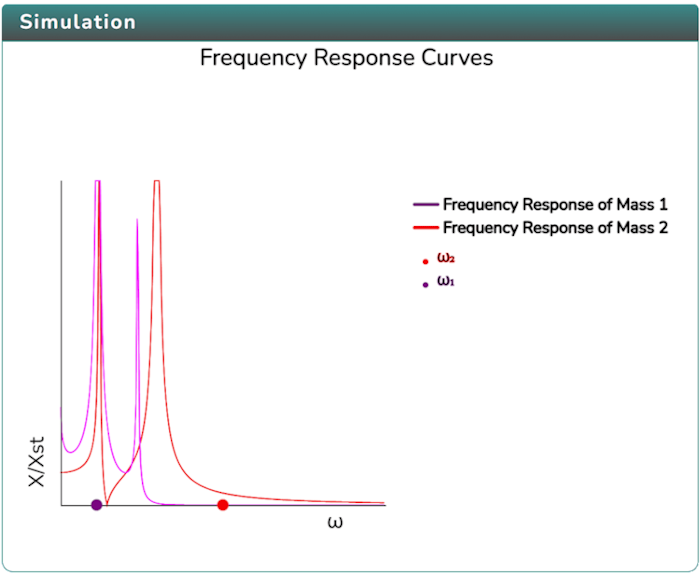 Simulation
Frequency Response Curves
Frequency Response of Mass 1
Frequency Response of Mass 2
ω₂
ω₁
X/Xst
ω